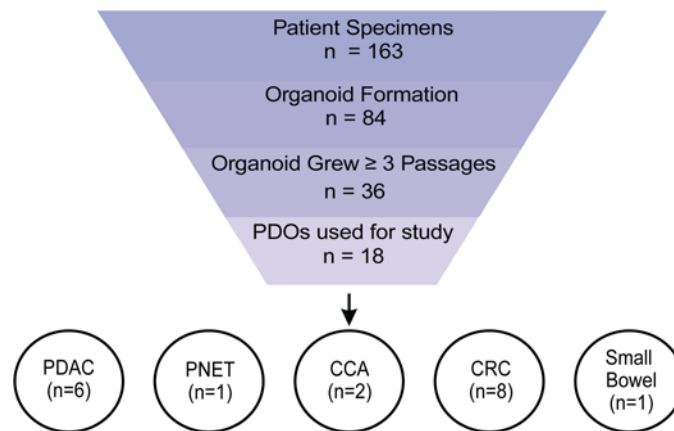 Patient Specimens
n = 163
Organoid Formation
n = 84
Organoid Grew ≥ 3 Passages
n = 36
PDOs used for study
n = 18
PDAC
(n=6)
PNET
(n=1)
CCA
(n=2)
CRC
(n=8)
Small
Bowel
(n=1)